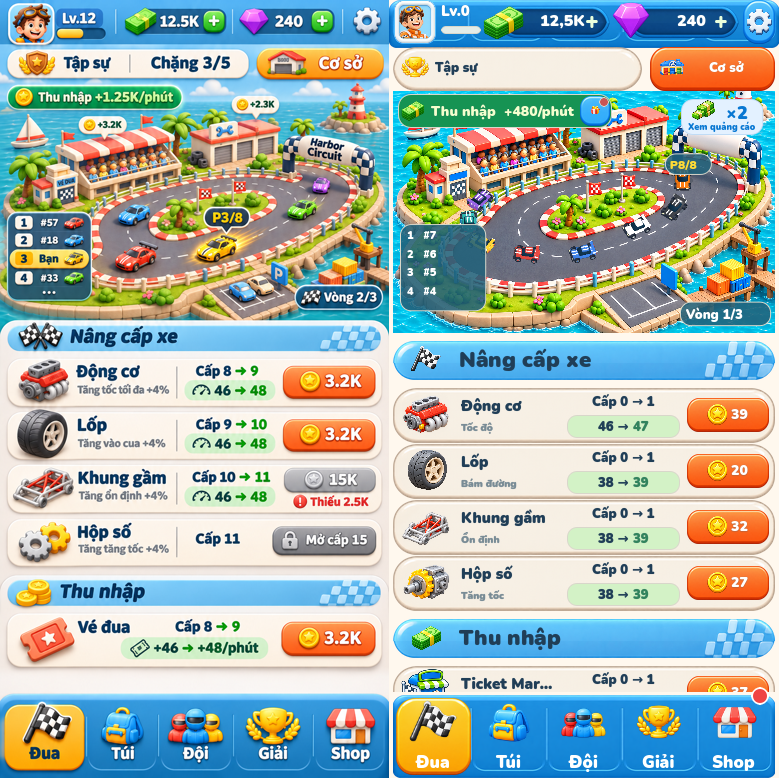 Lv.12
12.5K +
240 +
Tập sự
Chặng 3/5
Cơ sở
Thu nhập +1.25K/phút
+2.3K
+3.2K
Harbor
Circuit
P3/8
1 #57
2 #18
3 Bạn
4 #33
...
P
Vòng 2/3
Nâng cấp xe
Động cơ
Tăng tốc tối đa +4%
Cấp 8 → 9
46 → 48
3.2K
Lốp
Tăng vào cua +4%
Cấp 9 → 10
46 → 48
3.2K
Khung gầm
Tăng ổn định +4%
Cấp 10 → 11
46 → 48
15K
Thiếu 2.5K
Hộp số
Tăng tăng tốc +4%
Cấp 11
Mở cấp 15
Thu nhập
Vé đua
Cấp 8 → 9
+46 → +48/phút
3.2K
Đua
Túi
Đội
Giải
Shop
Lv.0
12,5K+
240 +
Tập sự
Cơ sở
Thu nhập +480/phút
×2
Xem quảng cáo
P8/8
1 #7
2 #6
3 #5
4 #4
Vòng 1/3
Nâng cấp xe
Động cơ
Tốc độ
Cấp 0 → 1
46 → 47
39
Lốp
Bám đường
Cấp 0 → 1
38 → 39
20
Khung gầm
Ổn định
Cấp 0 → 1
38 → 39
32
Hộp số
Tăng tốc
Cấp 0 → 1
38 → 39
27
Thu nhập
Ticket Mar...
Cấp 0 → 1
Đua
Túi
Đội
Giải
Shop